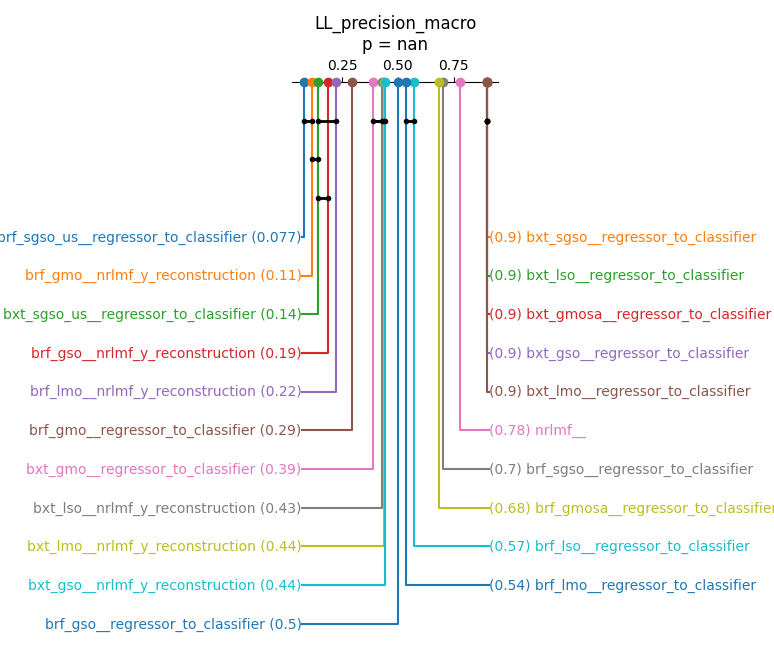 LL_precision_macro
p = nan
0.25 0.50 0.75
brf_sgso_us__regressor_to_classifier (0.077)
(0.9) bxt_sgso__regressor_to_classifier
brf_gmo__nrlmf_y_reconstruction (0.11)
(0.9) bxt_lso__regressor_to_classifier
bxt_sgso_us__regressor_to_classifier (0.14)
(0.9) bxt_gmosa__regressor_to_classifier
brf_gso__nrlmf_y_reconstruction (0.19)
(0.9) bxt_gso__regressor_to_classifier
brf_lmo__nrlmf_y_reconstruction (0.22)
(0.9) bxt_lmo__regressor_to_classifier
brf_gmo__regressor_to_classifier (0.29)
(0.78) nrlmf__
bxt_gmo__regressor_to_classifier (0.39)
(0.7) brf_sgso__regressor_to_classifier
bxt_lso__nrlmf_y_reconstruction (0.43)
(0.68) brf_gmosa__regressor_to_classifier
bxt_lmo__nrlmf_y_reconstruction (0.44)
(0.57) brf_lso__regressor_to_classifier
bxt_gso__nrlmf_y_reconstruction (0.44)
(0.54) brf_lmo__regressor_to_classifier
brf_gso__regressor_to_classifier (0.5)